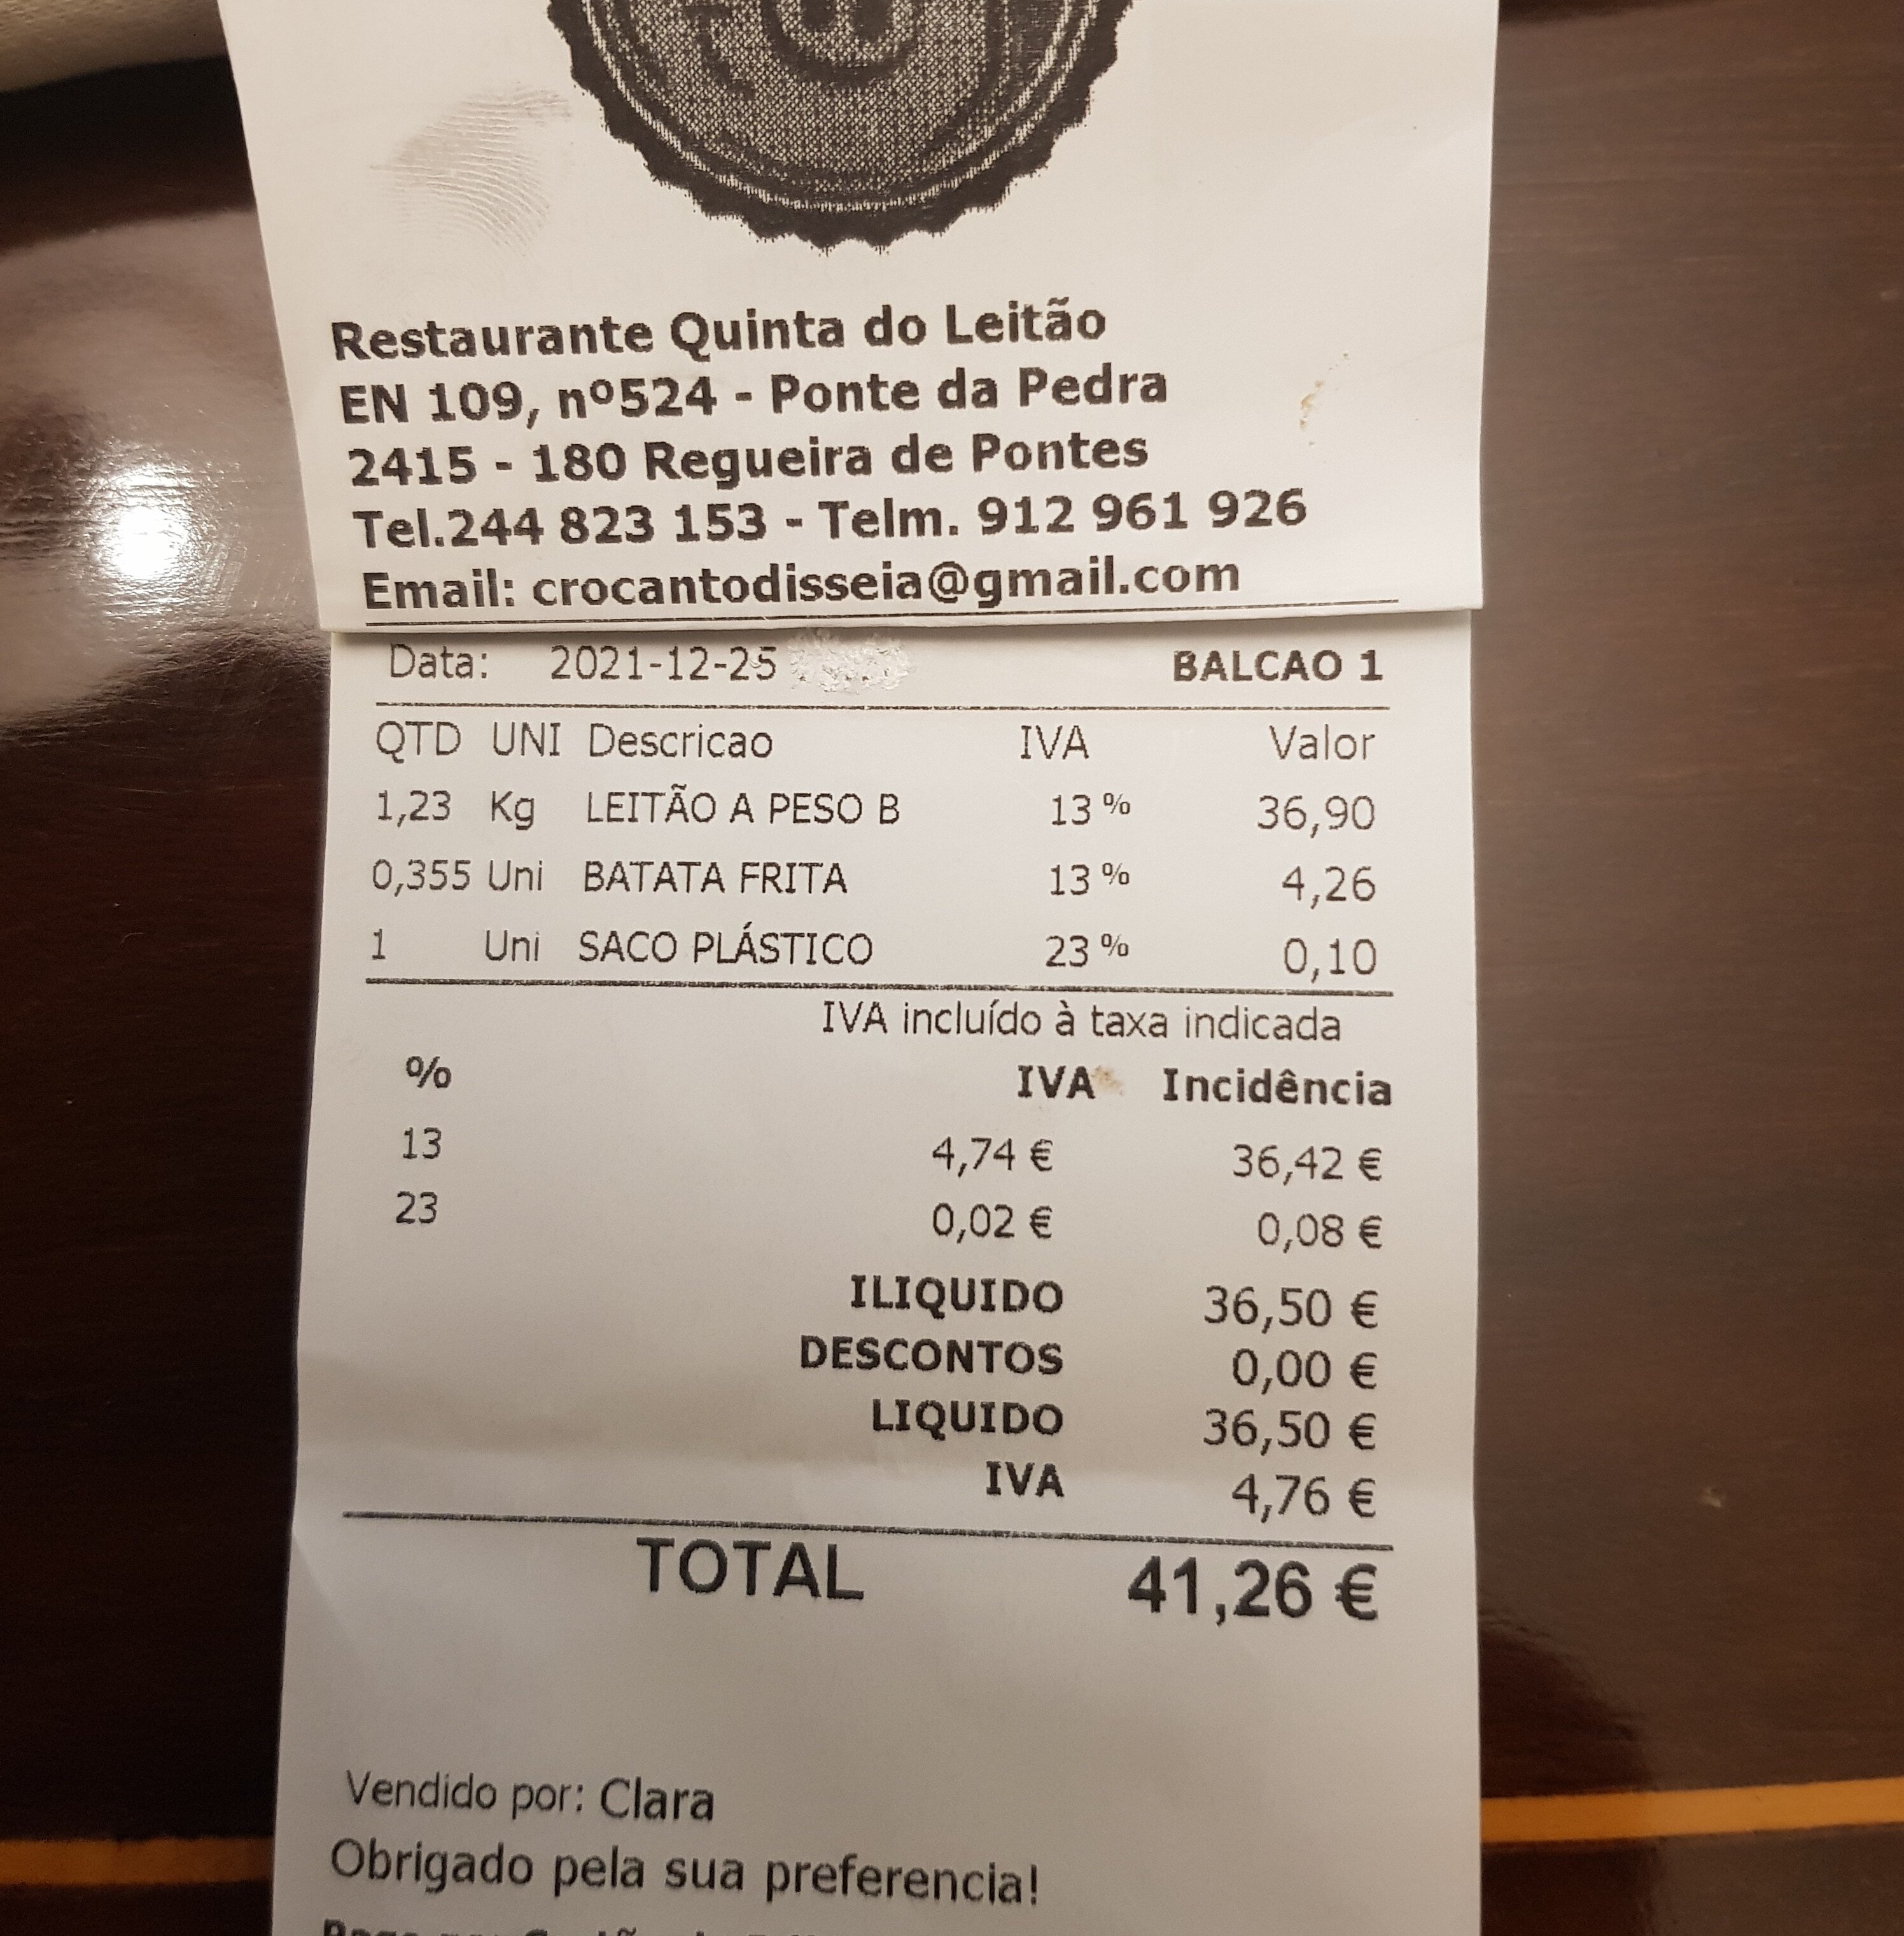 Restaurante Quinta do Leitão
EN 109, nº524 - Ponte da Pedra
2415 - 180 Regueira de Pontes
Tel.244 823 153 - Telm. 912 961 926
Email: crocantodisseia@gmail.com
Data: 2021-12-25 BALCAO 1
QTD UNI Descricao IVA Valor
1,23 Kg LEITÃO A PESO B 13 % 36,90
0,355 Uni BATATA FRITA 13 % 4,26
1 Uni SACO PLÁSTICO 23 % 0,10
IVA incluído à taxa indicada
% IVA Incidência
13 4,74 € 36,42 €
23 0,02 € 0,08 €
ILIQUIDO 36,50 €
DESCONTOS 0,00 €
LIQUIDO 36,50 €
IVA 4,76 €
TOTAL 41,26 €
Vendido por: Clara
Obrigado pela sua preferencia!